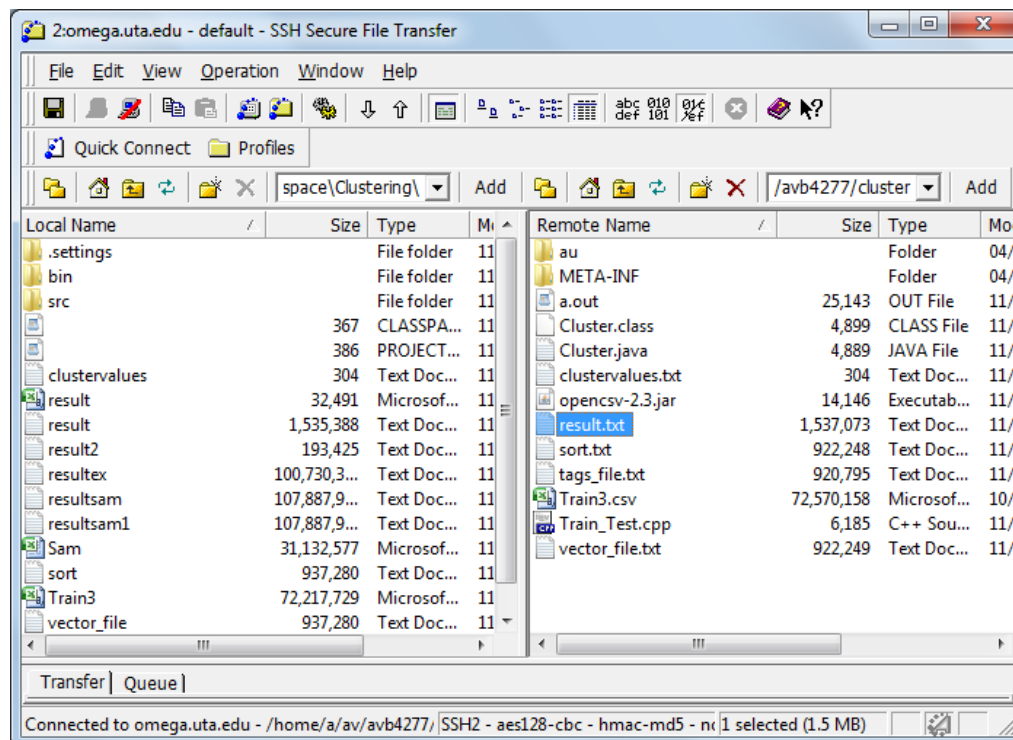 2:omega.uta.edu - default - SSH Secure File Transfer
File Edit View Operation Window Help
abc def 010 101
Quick Connect Profiles
space\Clustering\ Add /avb4277/cluster Add
Local Name Size Type
.settings File folder 11
bin File folder 11
src File folder 11
367 CLASSPA... 11
386 PROJECT... 11
clustervalues 304 Text Doc... 11
result 32,491 Microsof... 11
result 1,535,388 Text Doc... 11
result2 193,425 Text Doc... 11
resultex 100,730,3... Text Doc... 11
resultsam 107,887,9... Text Doc... 11
resultsam1 107,887,9... Text Doc... 11
Sam 31,132,577 Microsof... 11
sort 937,280 Text Doc... 11
Train3 72,217,729 Microsof... 11
vector_file 937,280 Text Doc... 11
Remote Name Size Type Mo
au Folder 04/
META-INF Folder 04/
a.out 25,143 OUT File 11/
Cluster.class 4,899 CLASS File 11/
Cluster.java 4,889 JAVA File 11/
clustervalues.txt 304 Text Doc... 11/
opencsv-2.3.jar 14,146 Executab... 11/
result.txt 1,537,073 Text Doc... 11/
sort.txt 922,248 Text Doc... 11/
tags_file.txt 920,795 Text Doc... 11/
Train3.csv 72,570,158 Microsof... 10/
Train_Test.cpp 6,185 C++ Sou... 11/
vector_file.txt 922,249 Text Doc... 11/
Transfer Queue
Connected to omega.uta.edu - /home/a/av/avb4277/ SSH2 - aes128-cbc - hmac-md5 - 1 selected (1.5 MB)